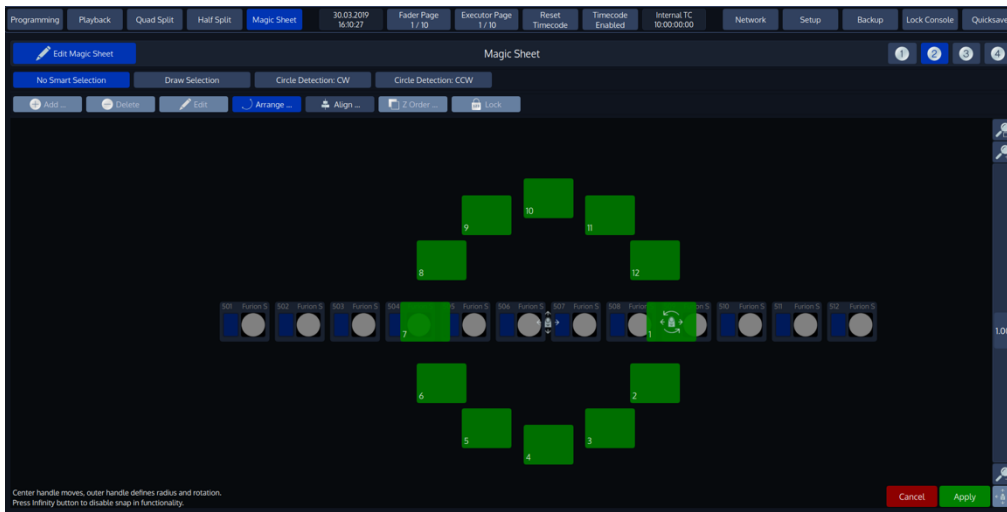 Programming
Playback
Quad Split
Half Split
Magic Sheet
30.03.2019
16:10:27
Fader Page
1 / 10
Executor Page
1 / 10
Reset
Timecode
Timecode
Enabled
Internal TC
10:00:00:00
Network
Setup
Backup
Lock Console
Quicksave
Edit Magic Sheet
Magic Sheet
1
2
3
4
No Smart Selection
Draw Selection
Circle Detection: CW
Circle Detection: CCW
Add ...
Delete
Edit
Arrange ...
Align ...
Z Order ...
Lock
10
9
11
8
12
501 Furion S
502 Furion S
503 Furion S
504
5 Furion S
506 Furion S
507 Furion S
508 Furion S
Furion S
510 Furion S
511 Furion S
512 Furion S
7
1
1.0
6
2
5
3
4
Center handle moves, outer handle defines radius and rotation.
Press Infinity button to disable snap in functionality.
Cancel
Apply